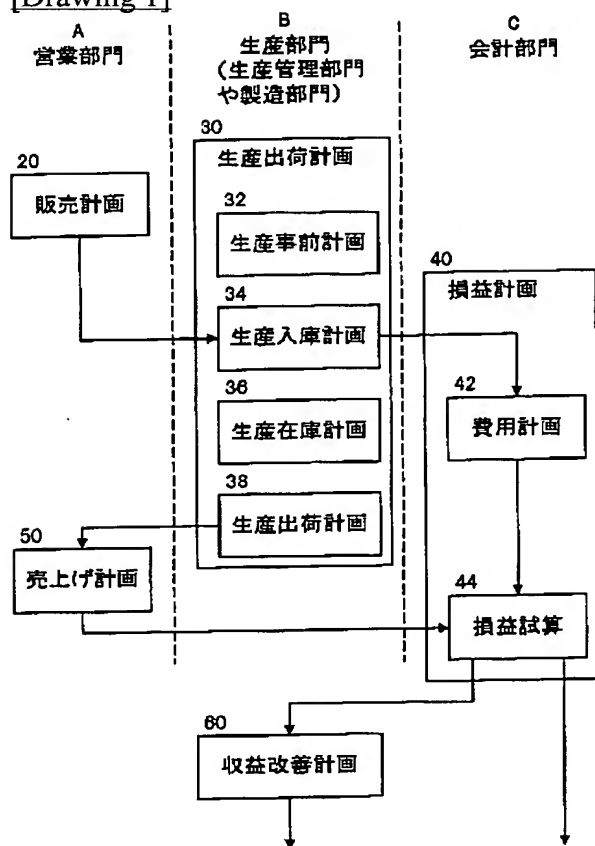 [Drawing 1]
A
営業部門
B
生産部門
(生産管理部門
や製造部門)
C
会計部門
20
販売計画
30
生産出荷計画
32
生産事前計画
34
生産入庫計画
36
生産在庫計画
38
生産出荷計画
40
損益計画
42
費用計画
44
損益試算
50
売上げ計画
60
収益改善計画